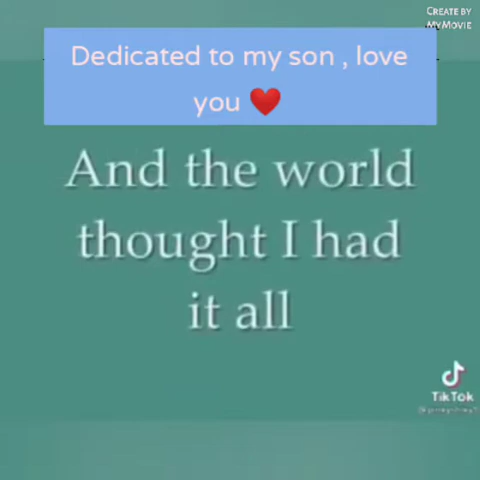 CREATE BY
MYMOVIE
Dedicated to my son , love
you ❤️
And the world
thought I had
it all
TikTok